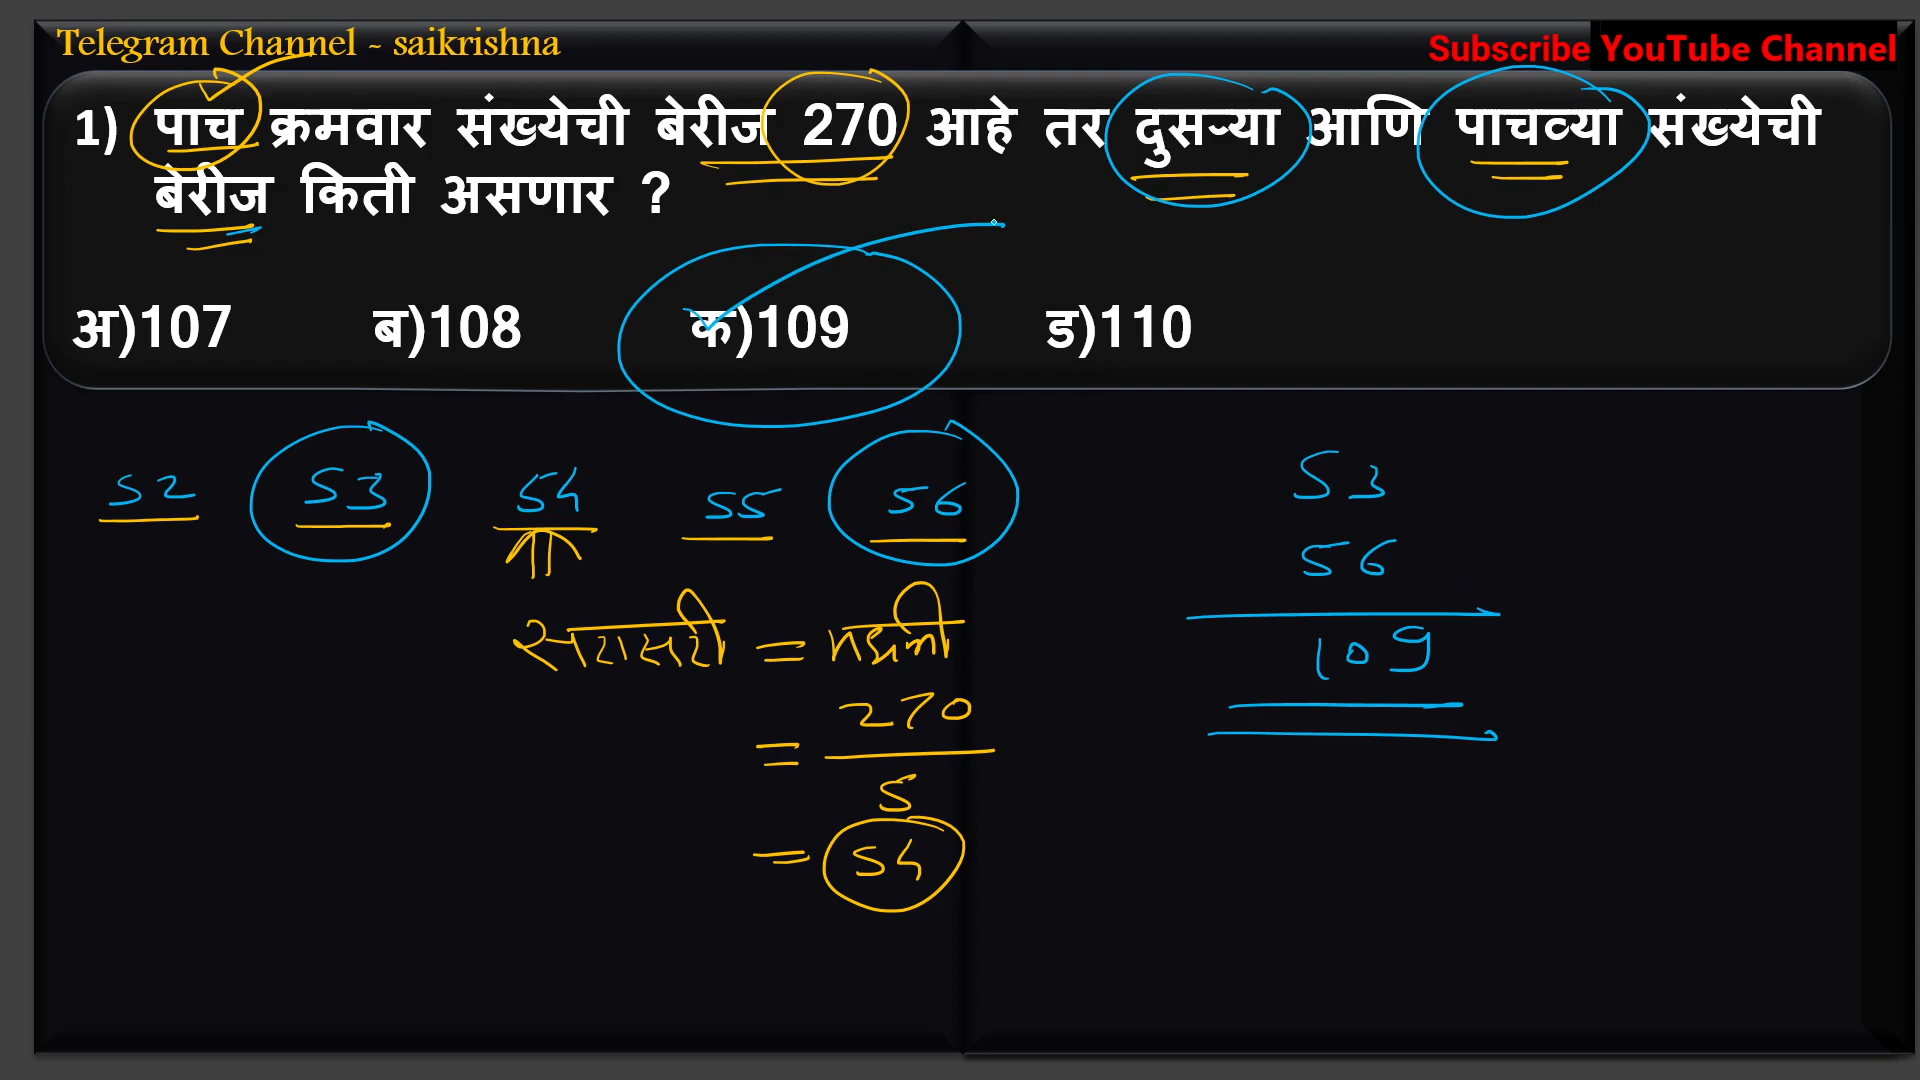 Telegram Channel ~ saikrishna
Subscribe YouTube Channel
1) पाच क्रमवार संख्येची बेरीज 270 आहे तर दुसऱ्या आणि पाचव्या संख्येची
बेरीज किती असणार ?
अ)107 ब)108 क)109 ड)110
52 53 54 55 56
सरासरी =
= 270
5
= 54
53
56
109